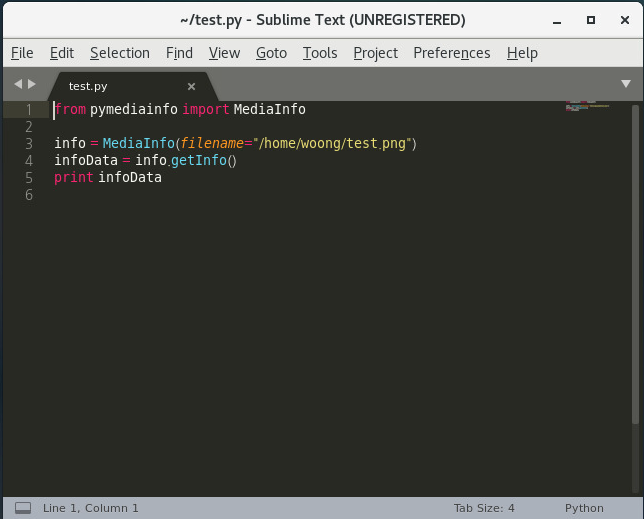 ~/test.py - Sublime Text (UNREGISTERED)
File Edit Selection Find View Goto Tools Project Preferences Help
test.py
1 from pymediainfo import MediaInfo
2
3 info = MediaInfo(filename="/home/woong/test.png")
4 infoData = info.getInfo()
5 print infoData
6
Line 1, Column 1 Tab Size: 4 Python